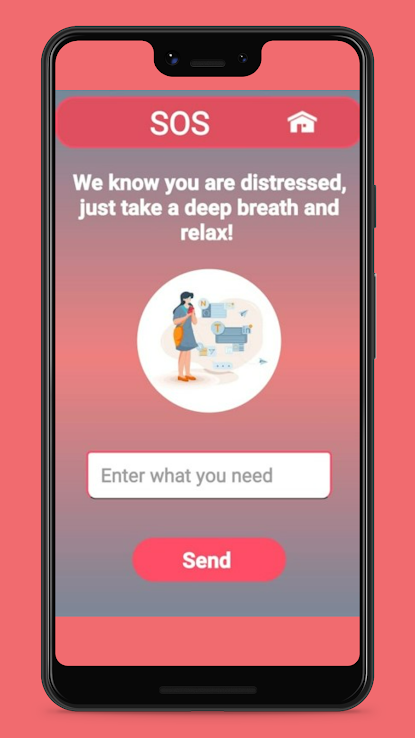 SOS
We know you are distressed,
just take a deep breath and
relax!
N
T
Enter what you need
Send